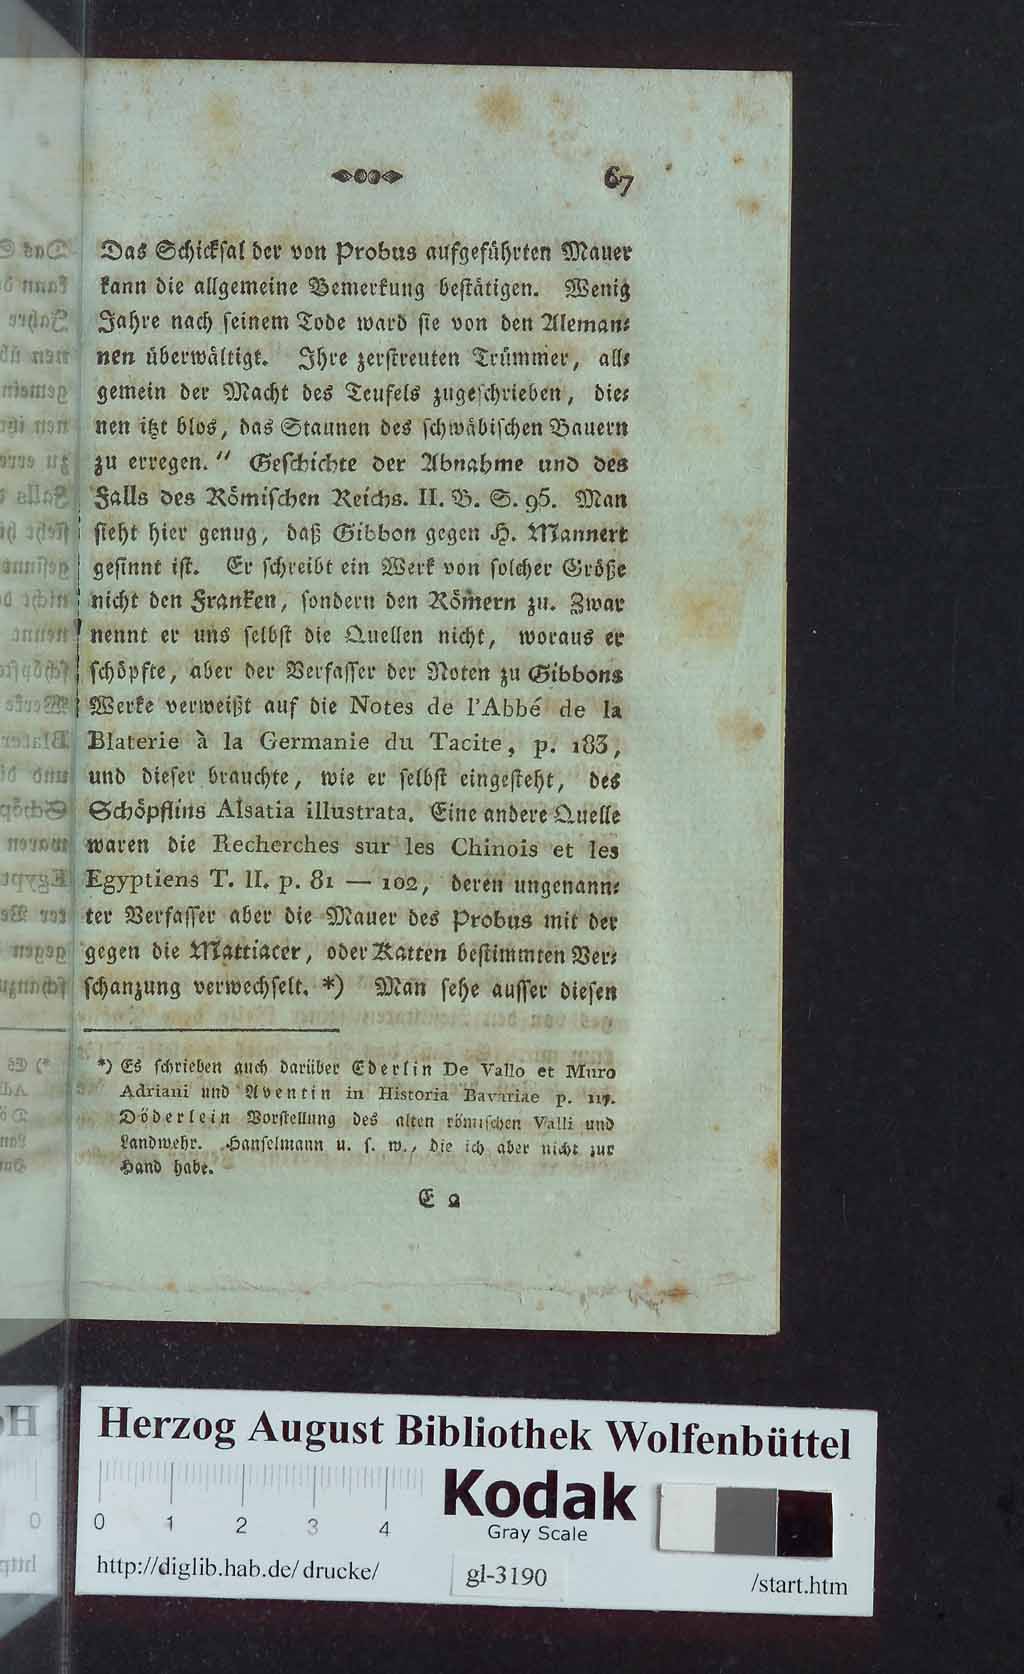 67
Das Schicksal der von Probus aufgeführten Mauer
kann die allgemeine Bemerkung bestätigen. Wenig
Jahre nach seinem Tode ward sie von den Aleman⸗
nen überwältigt. Ihre zerstreuten Trümmer, all⸗
gemein der Macht des Teufels zugeschrieben, die⸗
nen itzt blos, das Staunen des schwäbischen Bauern
zu erregen.“ Geschichte der Abnahme und des
Falls des Römischen Reichs. II. B. S. 95. Man
sieht hier genug, daß Gibbon gegen H. Mannert
gesinnt ist. Er schreibt ein Werk von solcher Größe
nicht den Franken, sondern den Römern zu. Zwar
nennt er uns selbst die Quellen nicht, woraus er
schöpfte, aber der Verfasser der Noten zu Gibbons
Werke verweißt auf die Notes de l'Abbé de la
Blaterie à la Germanie du Tacite, p. 183,
und dieser brauchte, wie er selbst eingesteht, des
Schöpflins Alsatia illustrata. Eine andere Quelle
waren die Recherches sur les Chinois et les
Egyptiens T. II. p. 81 — 102, deren ungenann⸗
ter Verfasser aber die Mauer des Probus mit der
gegen die Mattiacer, oder Katten bestimmten Ver⸗
schanzung verwechselt. *) Man sehe ausser diesen
*) Es schrieben auch darüber Ederlin De Vallo et Muro
Adriani und Aventin in Historia Bavariae p. 117.
Döderlein Vorstellung des alten römischen Valli und
Landwehr. Hanselmann u. s. w., die ich aber nicht zur
Hand habe.
E 2
Herzog August Bibliothek Wolfenbüttel
0 1 2 3 4
Kodak
Gray Scale
http://diglib.hab.de/drucke/ gl-3190 /start.htm